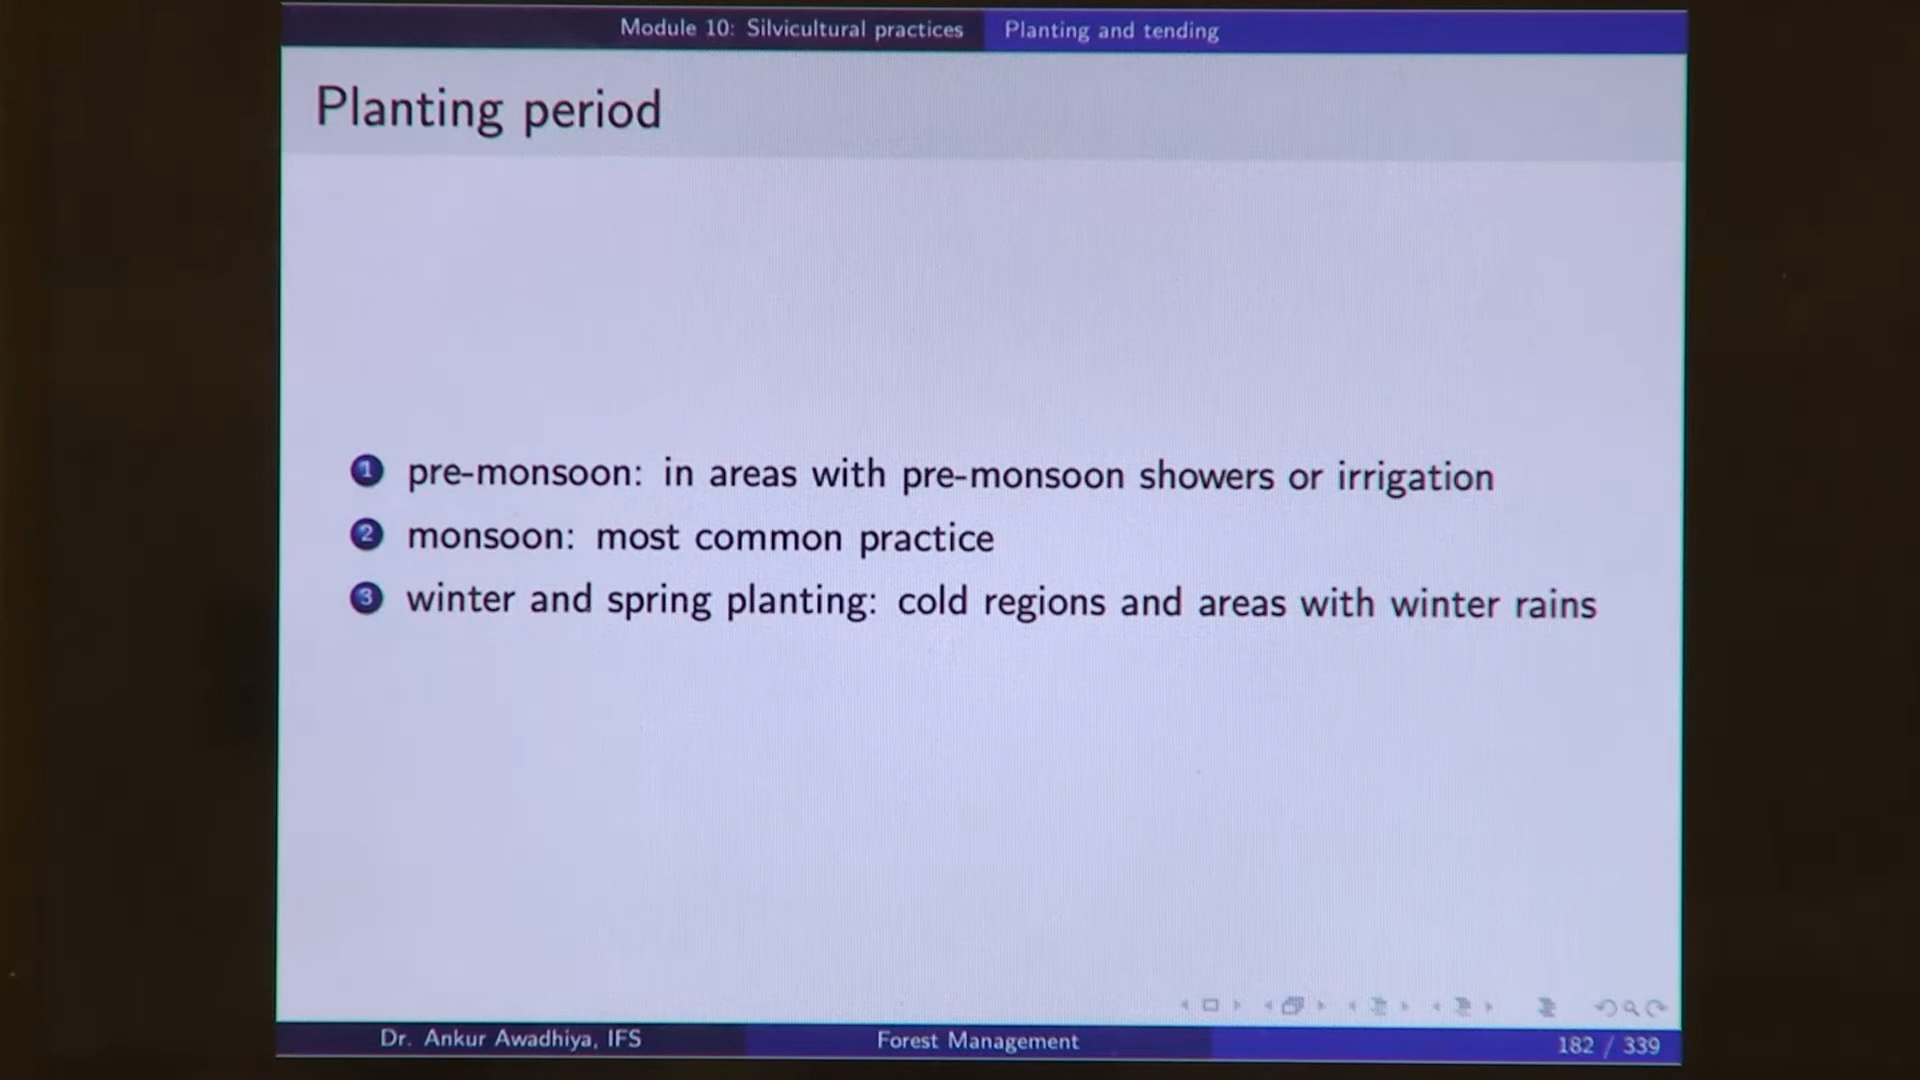 Module 10: Silvicultural practices Planting and tending
Planting period
1 pre-monsoon: in areas with pre-monsoon showers or irrigation
2 monsoon: most common practice
3 winter and spring planting: cold regions and areas with winter rains
Dr. Ankur Awadhiya, IFS Forest Management 182 / 339